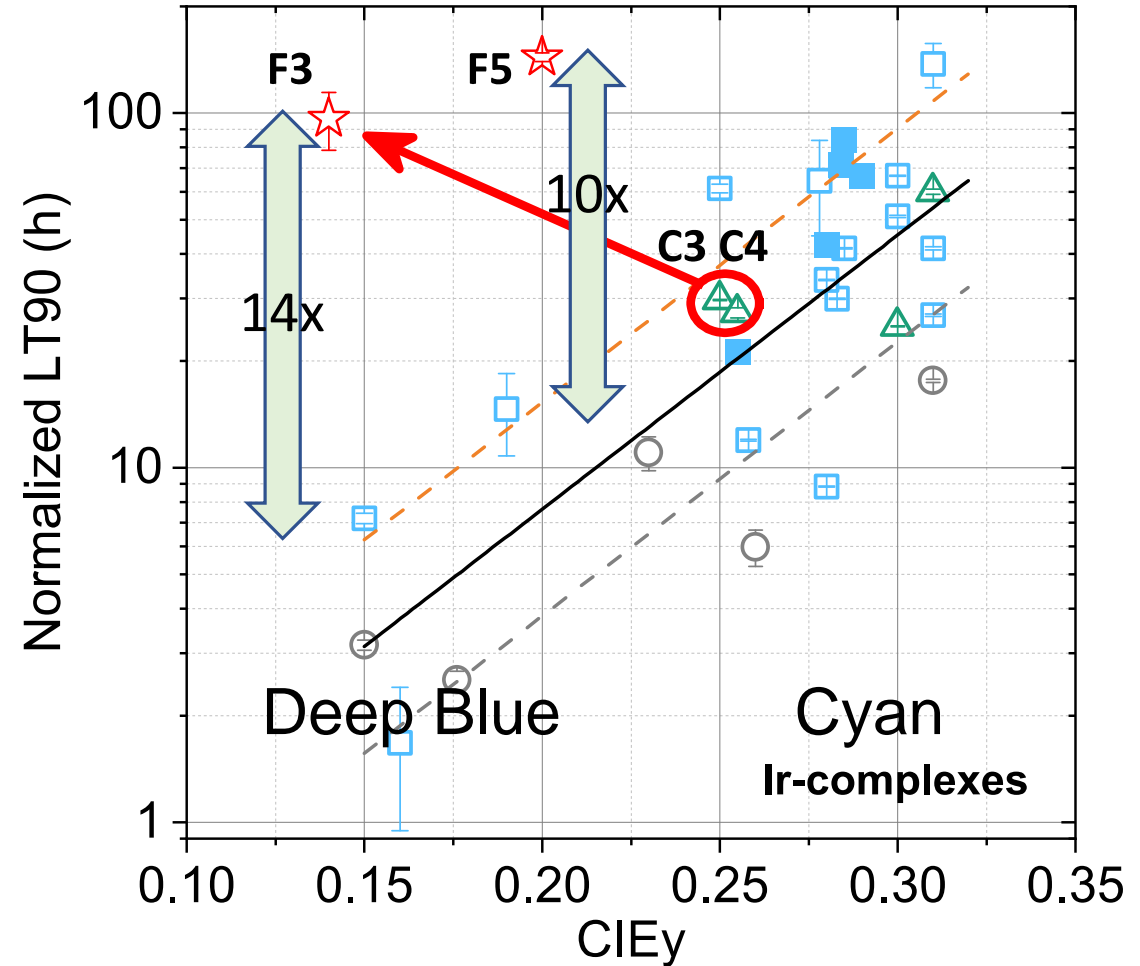 F3
F5
100
10x
C3 C4
14x
10
Normalized LT90 (h)
Deep Blue
Cyan
Ir-complexes
1
0.10
0.15
0.20
0.25
0.30
0.35
CIEy